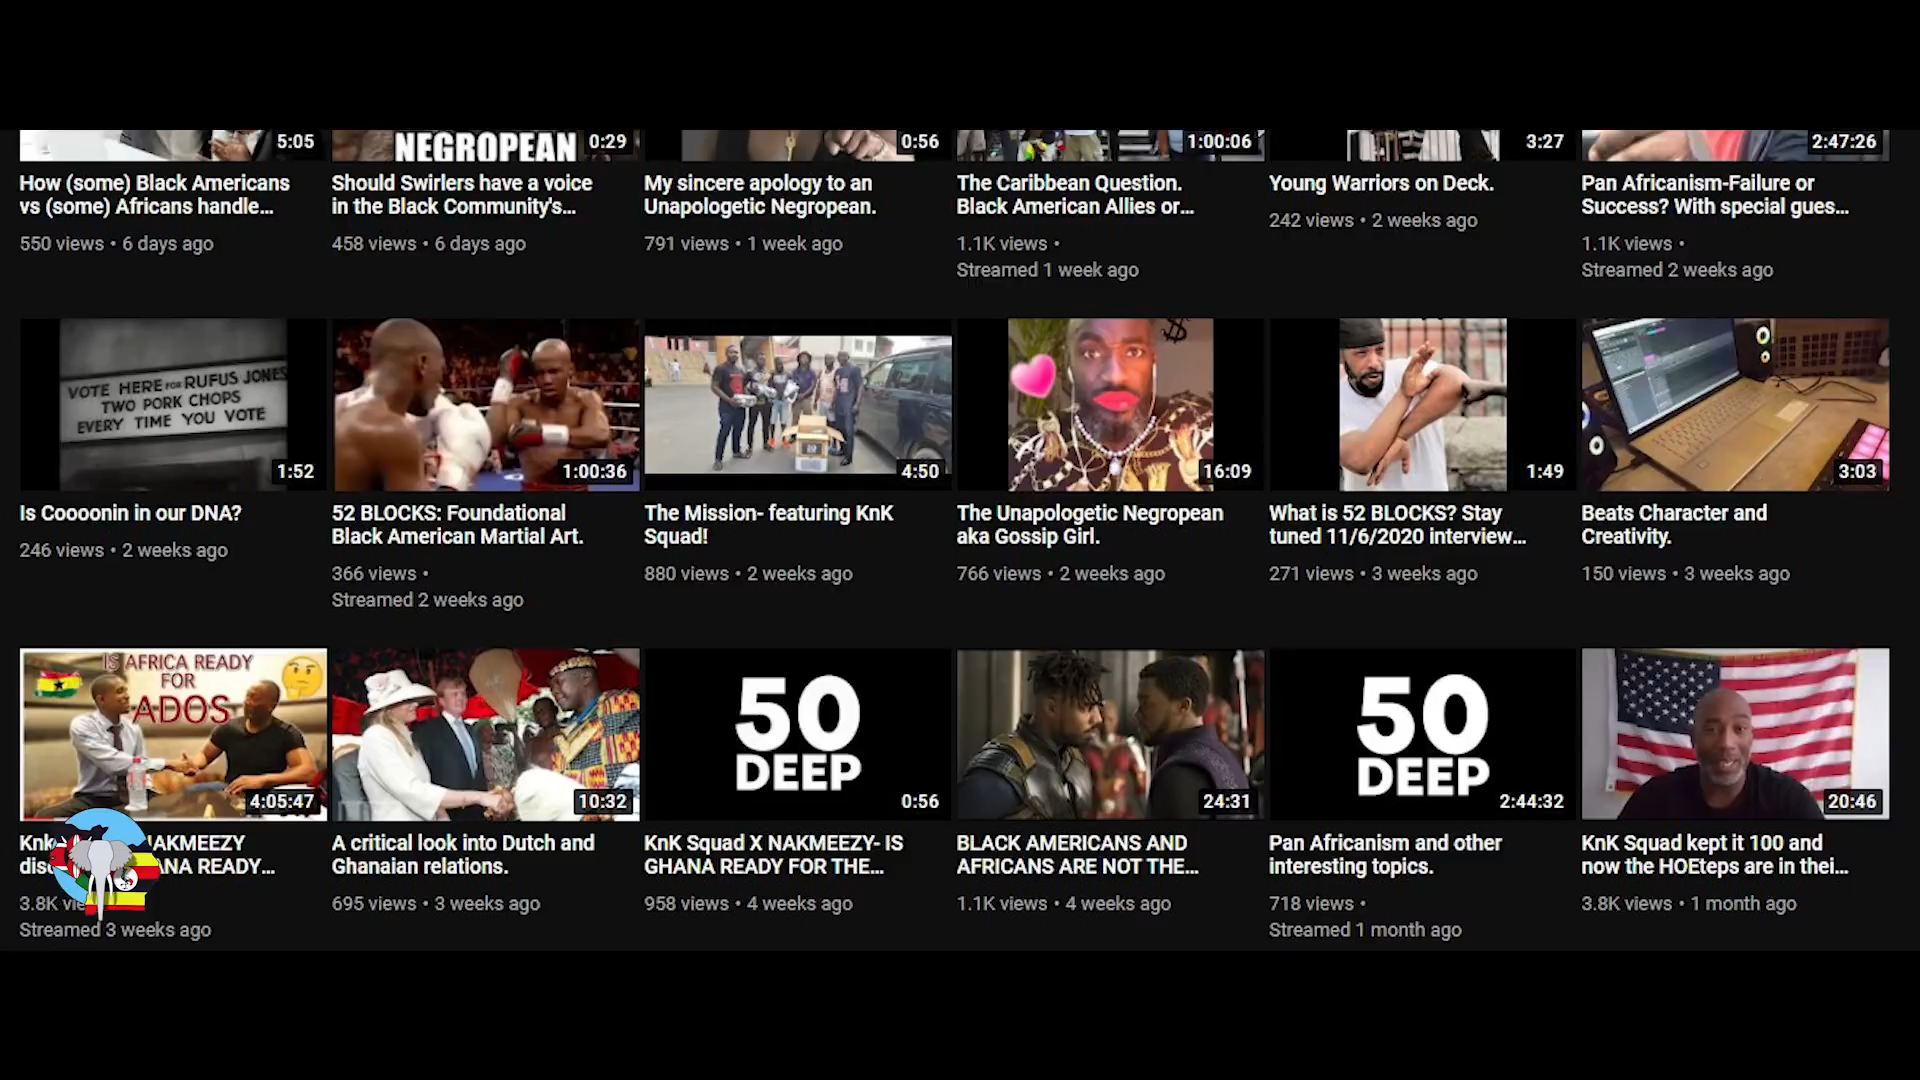 5:05
NEGROPEAN
0:29
0:56
1:00:06
3:27
2:47:26
How (some) Black Americans
vs (some) Africans handle...
550 views • 6 days ago
Should Swirlers have a voice
in the Black Community's...
458 views • 6 days ago
My sincere apology to an
Unapologetic Negropean.
791 views • 1 week ago
The Caribbean Question.
Black American Allies or...
1.1K views •
Streamed 1 week ago
Young Warriors on Deck.
242 views • 2 weeks ago
Pan Africanism-Failure or
Success? With special gues...
1.1K views •
Streamed 2 weeks ago
VOTE HERE FOR RUFUS JONES
TWO PORK CHOPS
EVERY TIME YOU VOTE
1:52
1:00:36
4:50
$
16:09
1:49
3:03
Is Coooonin in our DNA?
246 views • 2 weeks ago
52 BLOCKS: Foundational
Black American Martial Art.
366 views •
Streamed 2 weeks ago
The Mission- featuring KnK
Squad!
880 views • 2 weeks ago
The Unapologetic Negropean
aka Gossip Girl.
766 views • 2 weeks ago
What is 52 BLOCKS? Stay
tuned 11/6/2020 interview...
271 views • 3 weeks ago
Beats Character and
Creativity.
150 views • 3 weeks ago
IS AFRICA READY
FOR
ADOS
4:05:47
10:32
50
DEEP
0:56
24:31
50
DEEP
2:44:32
20:46
NAKMEEZY
READY...
3.8K
Streamed 3 weeks ago
A critical look into Dutch and
Ghanaian relations.
695 views • 3 weeks ago
KnK Squad X NAKMEEZY- IS
GHANA READY FOR THE...
958 views • 4 weeks ago
BLACK AMERICANS AND
AFRICANS ARE NOT THE...
1.1K views • 4 weeks ago
Pan Africanism and other
interesting topics.
718 views •
Streamed 1 month ago
KnK Squad kept it 100 and
now the HOEteps are in thei...
3.8K views • 1 month ago